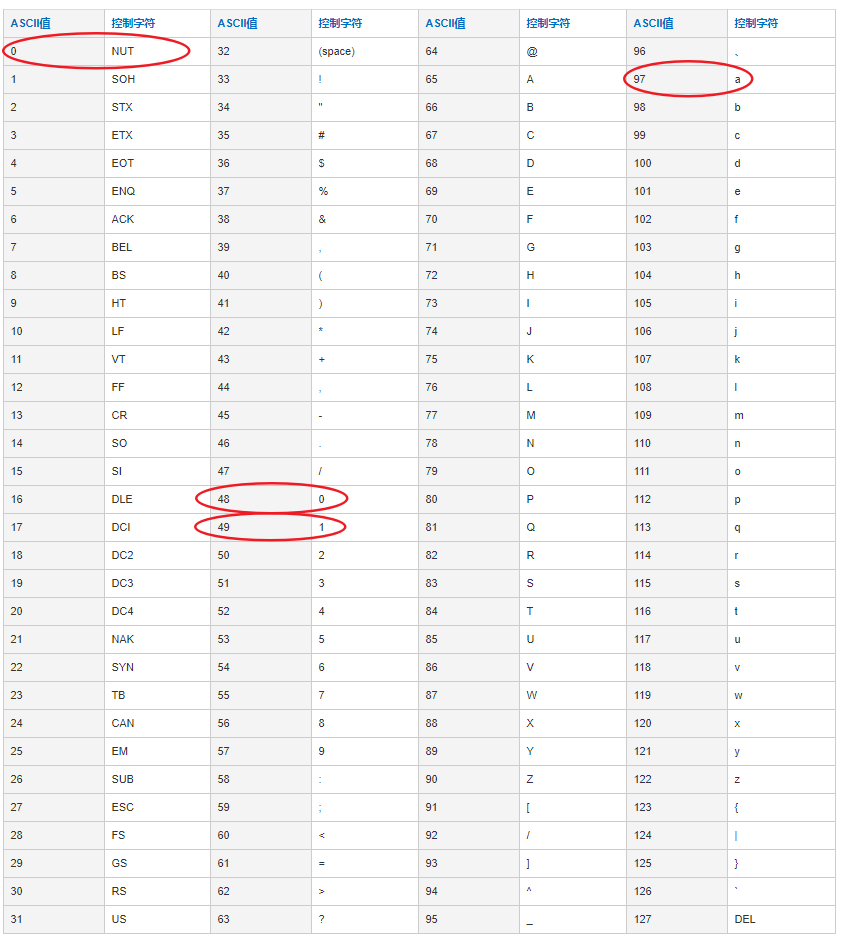 ASCII值 控制字符 ASCII值 控制字符 ASCII值 控制字符 ASCII值 控制字符
0 NUT 32 (space) 64 @ 96 、
1 SOH 33 ! 65 A 97 a
2 STX 34 " 66 B 98 b
3 ETX 35 # 67 C 99 c
4 EOT 36 $ 68 D 100 d
5 ENQ 37 % 69 E 101 e
6 ACK 38 & 70 F 102 f
7 BEL 39 , 71 G 103 g
8 BS 40 ( 72 H 104 h
9 HT 41 ) 73 I 105 i
10 LF 42 * 74 J 106 j
11 VT 43 + 75 K 107 k
12 FF 44 , 76 L 108 l
13 CR 45 - 77 M 109 m
14 SO 46 . 78 N 110 n
15 SI 47 / 79 O 111 o
16 DLE 48 0 80 P 112 p
17 DCI 49 1 81 Q 113 q
18 DC2 50 2 82 R 114 r
19 DC3 51 3 83 S 115 s
20 DC4 52 4 84 T 116 t
21 NAK 53 5 85 U 117 u
22 SYN 54 6 86 V 118 v
23 TB 55 7 87 W 119 w
24 CAN 56 8 88 X 120 x
25 EM 57 9 89 Y 121 y
26 SUB 58 : 90 Z 122 z
27 ESC 59 ; 91 [ 123 {
28 FS 60 < 92 / 124 |
29 GS 61 = 93 ] 125 }
30 RS 62 > 94 ^ 126 `
31 US 63 ? 95 _ 127 DEL